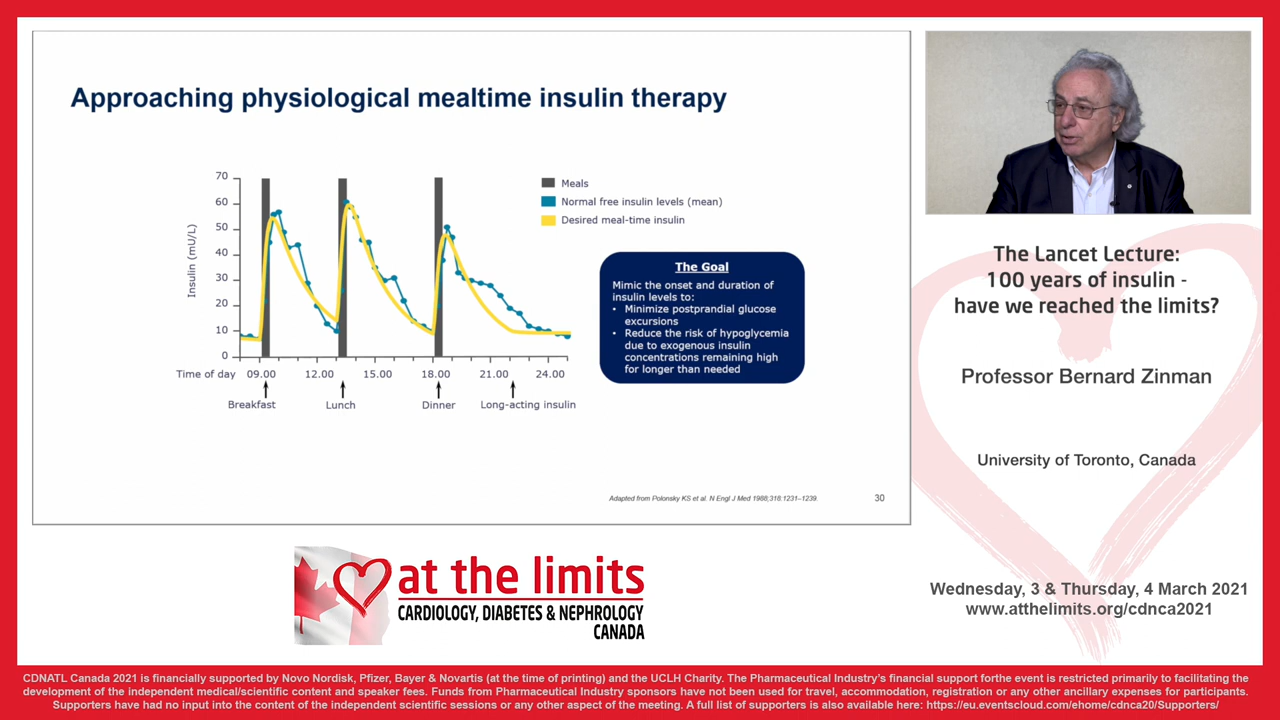 Approaching physiological mealtime insulin therapy
70
60
50
40
30
20
10
0
Insulin (mU/L)
Time of day 09.00 12.00 15.00 18.00 21.00 24.00
Breakfast Lunch Dinner Long-acting insulin
Meals
Normal free insulin levels (mean)
Desired meal-time insulin
The Goal
Mimic the onset and duration of
insulin levels to:
• Minimize postprandial glucose
excursions
• Reduce the risk of hypoglycemia
due to exogenous insulin
concentrations remaining high
for longer than needed
Adapted from Polonsky KS et al. N Engl J Med 1988;318:1231–1239.
30
The Lancet Lecture:
100 years of insulin -
have we reached the limits?
Professor Bernard Zinman
University of Toronto, Canada
Wednesday, 3 & Thursday, 4 March 2021
www.atthelimits.org/cdnca2021
at the limits
CARDIOLOGY, DIABETES & NEPHROLOGY
CANADA
CDNATL Canada 2021 is financially supported by Novo Nordisk, Pfizer, Bayer & Novartis (at the time of printing) and the UCLH Charity. The Pharmaceutical Industry's financial support forthe event is restricted primarily to facilitating the
development of the independent medical/scientific content and speaker fees. Funds from Pharmaceutical Industry sponsors have not been used for travel, accommodation, registration or any other ancillary expenses for participants.
Supporters have had no input into the content of the independent scientific sessions or any other aspect of the meeting. A full list of supporters is also available here: https://eu.eventscloud.com/ehome/cdnca20/Supporters/